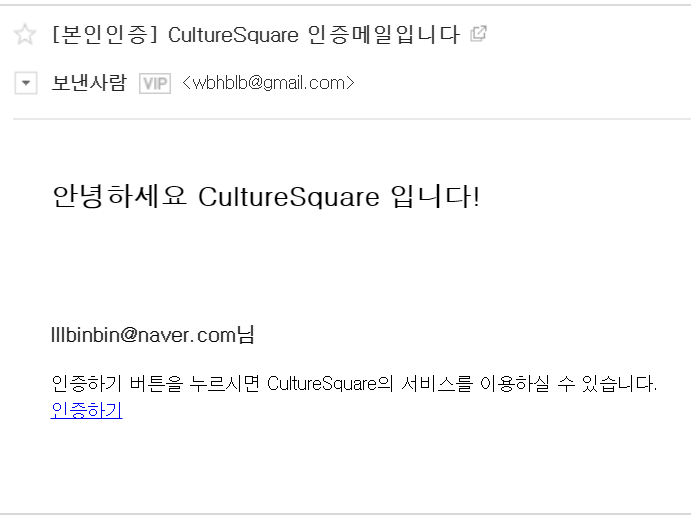 [본인인증] CultureSquare 인증메일입니다
보낸사람 VIP <wbhblb@gmail.com>
안녕하세요 CultureSquare 입니다!
lllbinbin@naver.com님
인증하기 버튼을 누르시면 CultureSquare의 서비스를 이용하실 수 있습니다.
인증하기